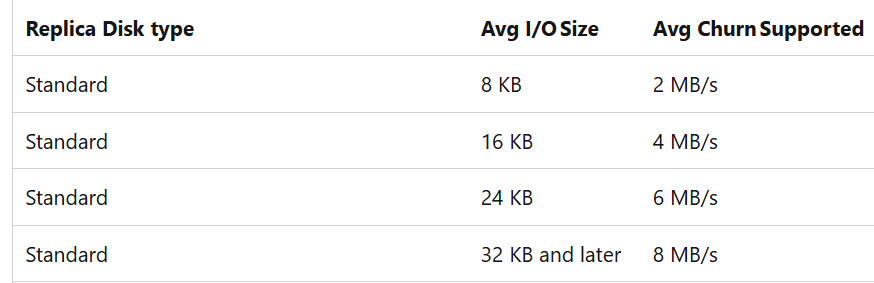 Replica Disk type Avg I/O Size Avg Churn Supported
Standard 8 KB 2 MB/s
Standard 16 KB 4 MB/s
Standard 24 KB 6 MB/s
Standard 32 KB and later 8 MB/s